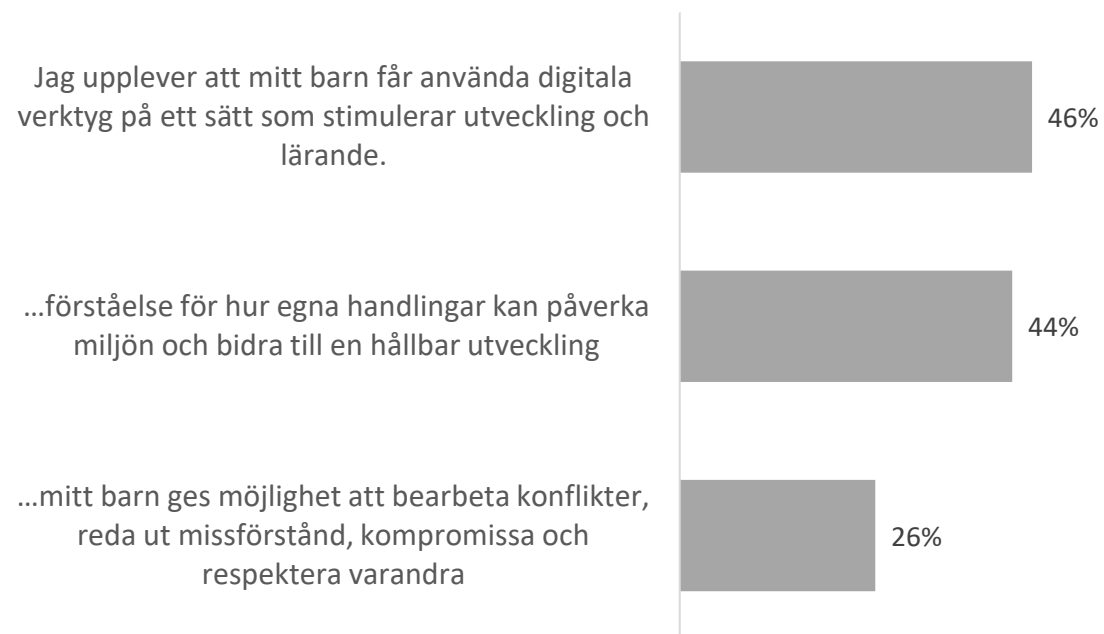 Jag upplever att mitt barn får använda digitala
verktyg på ett sätt som stimulerar utveckling och
lärande.
46%
...förståelse för hur egna handlingar kan påverka
miljön och bidra till en hållbar utveckling
44%
...mitt barn ges möjlighet att bearbeta konflikter,
reda ut missförstånd, kompromissa och
respektera varandra
26%